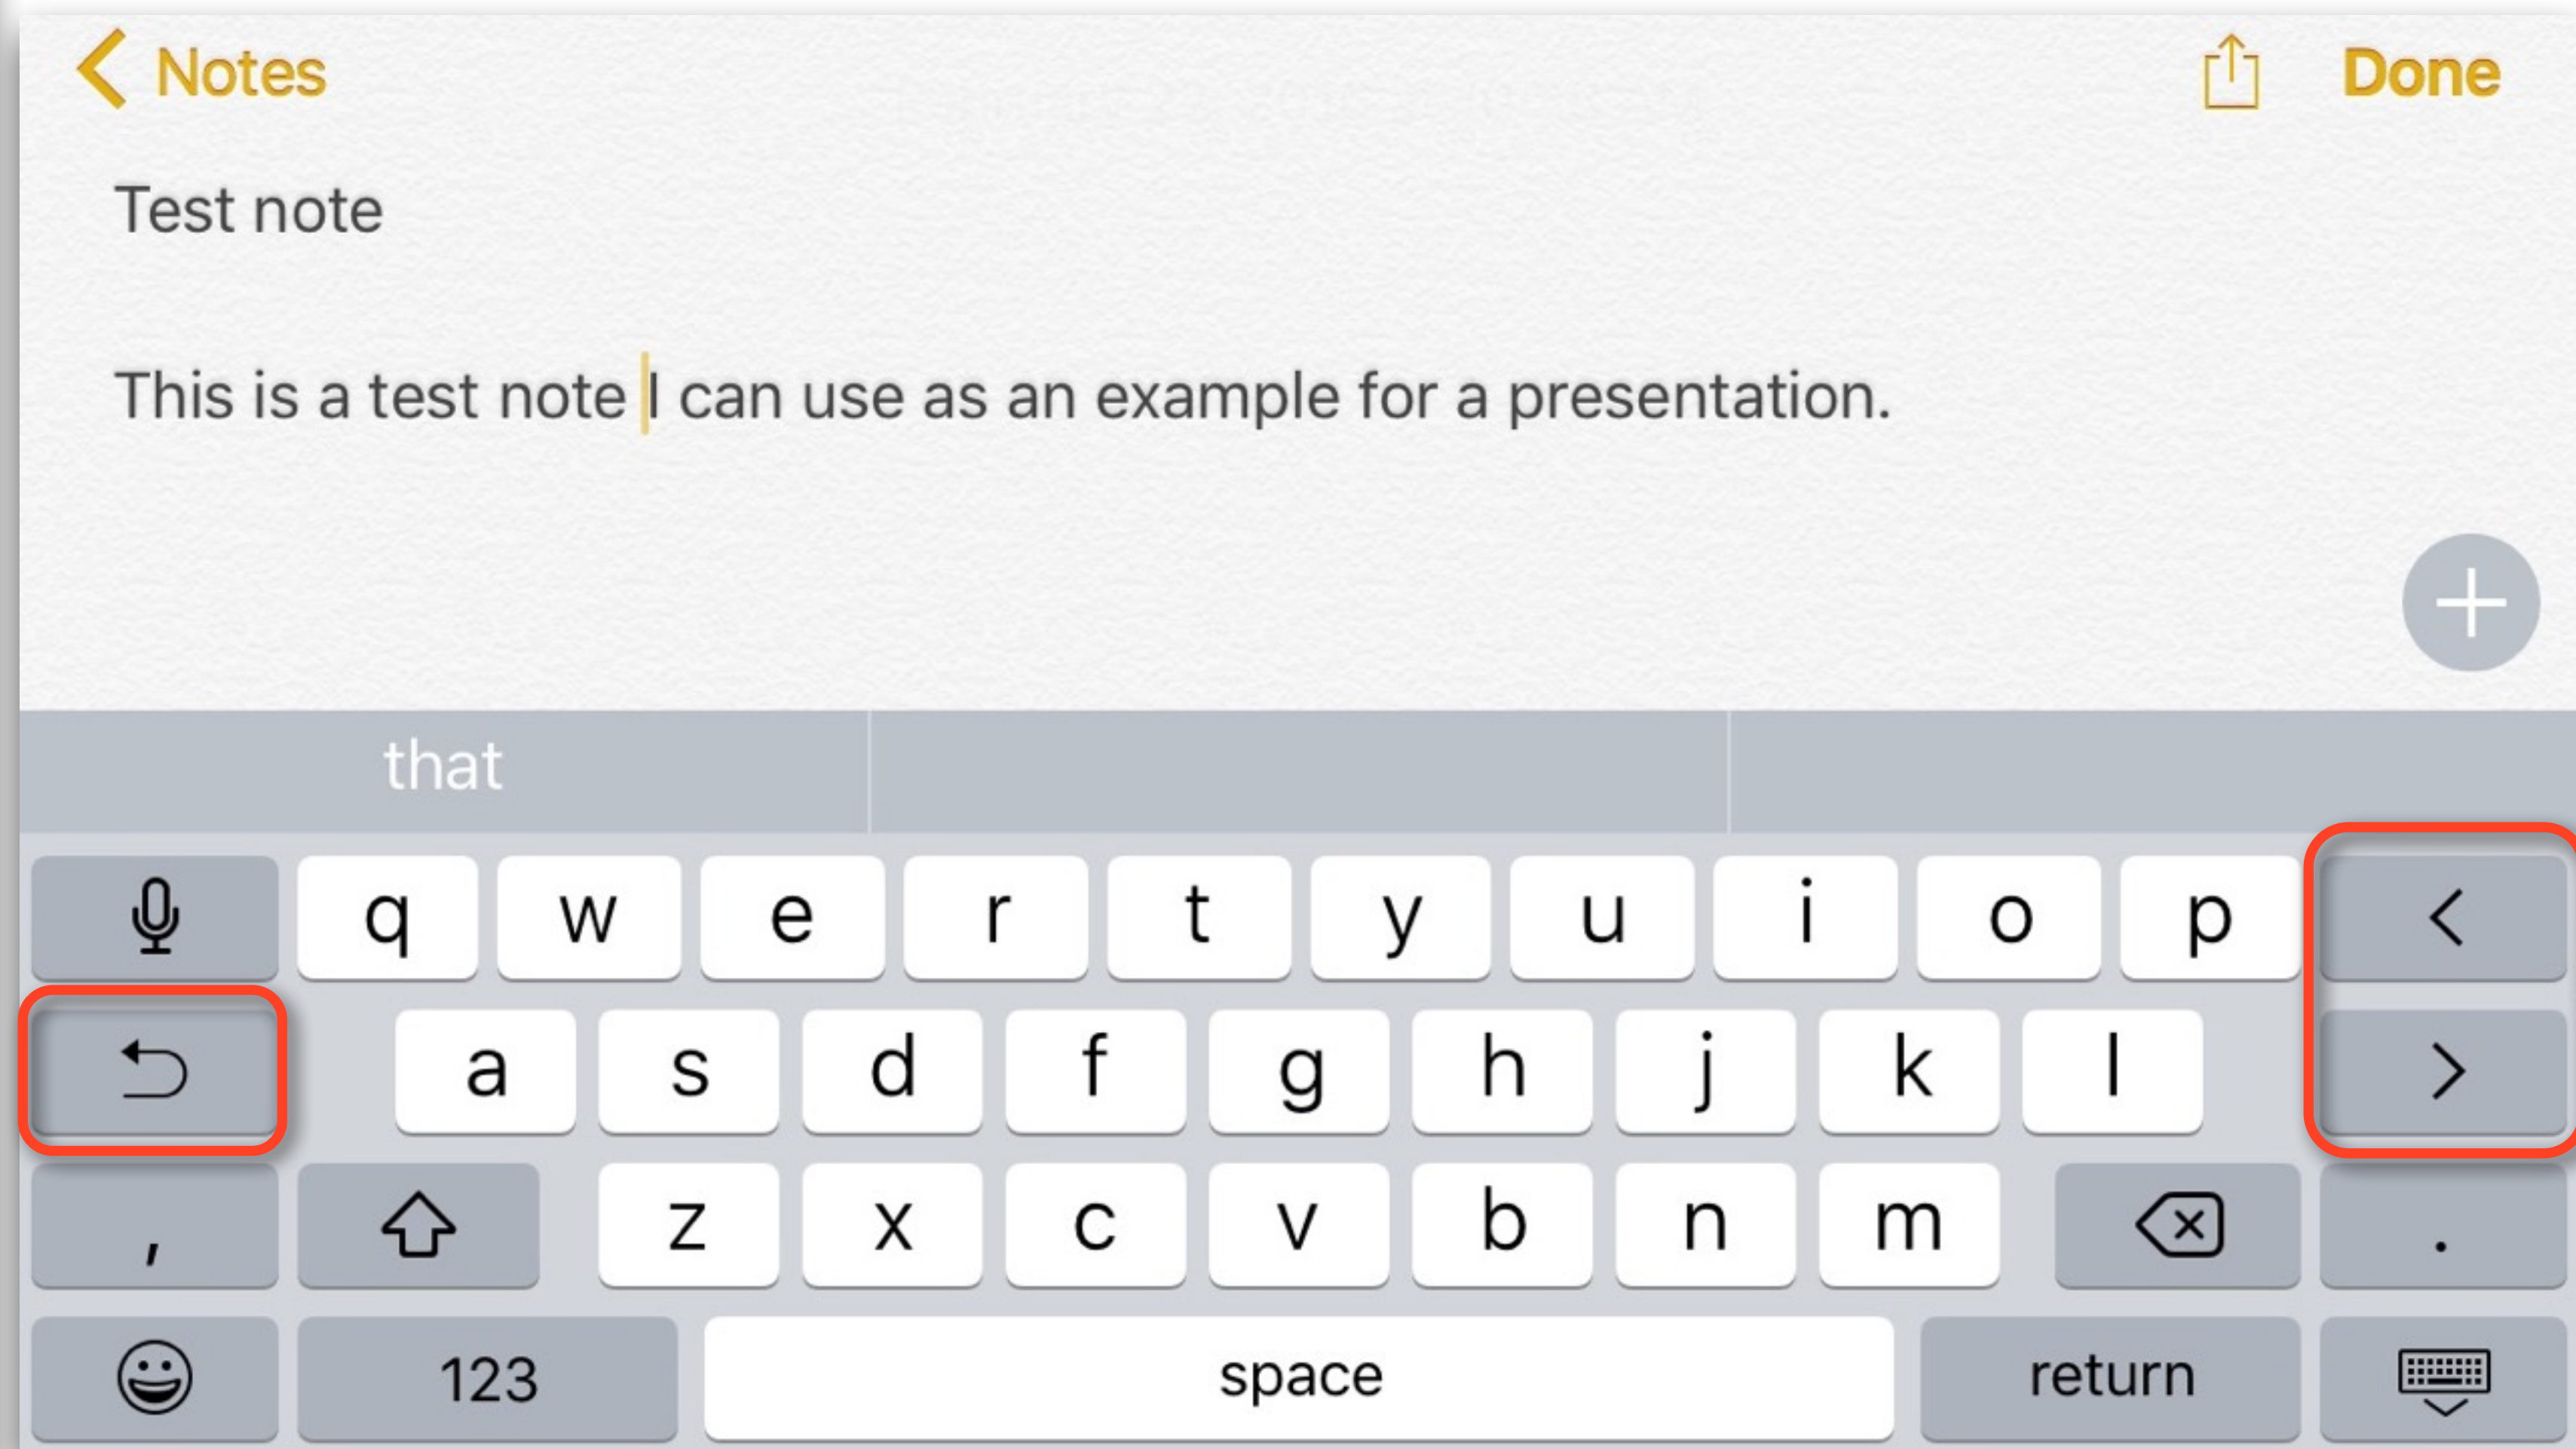 Notes Done
Test note
This is a test note I can use as an example for a presentation.
that
q w e r t y u i o p <
a s d f g h j k l >
, z x c v b n m .
123 space return